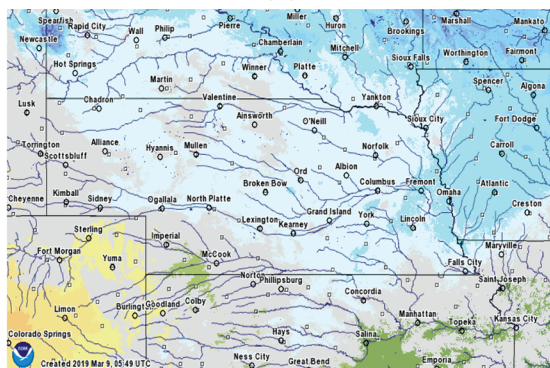 Spearfish
Rapid City
Wall
Philip
Pierre
Miller
Huron
Brookings
Marshall
Mankato
Newcastle
Chamberlain
Mitchell
Sioux Falls
Worthington
Fairmont
Hot Springs
Martin
Winner
Platte
Spencer
Algona
Lusk
Chadron
Valentine
Ainsworth
O'Neill
Yankton
Sioux City
Fort Dodge
Torrington
Scottsbluff
Alliance
Hyannis
Mullen
Norfolk
Carroll
Ord
Albion
Broken Bow
Columbus
Fremont
Omaha
Atlantic
Creston
Cheyenne
Kimball
Sidney
Ogallala
North Platte
Lexington
Kearney
Grand Island
York
Lincoln
Sterling
Imperial
Maryville
Fort Morgan
Yuma
McCook
Falls City
Norton
Phillipsburg
Saint Joseph
Limon
Burlington
Goodland
Colby
Concordia
Manhattan
Topeka
Kansas City
Colorado Springs
Hays
Salina
NOAA
Created 2019 Mar 9, 05:49 UTC
Ness City
Great Bend
Emporia